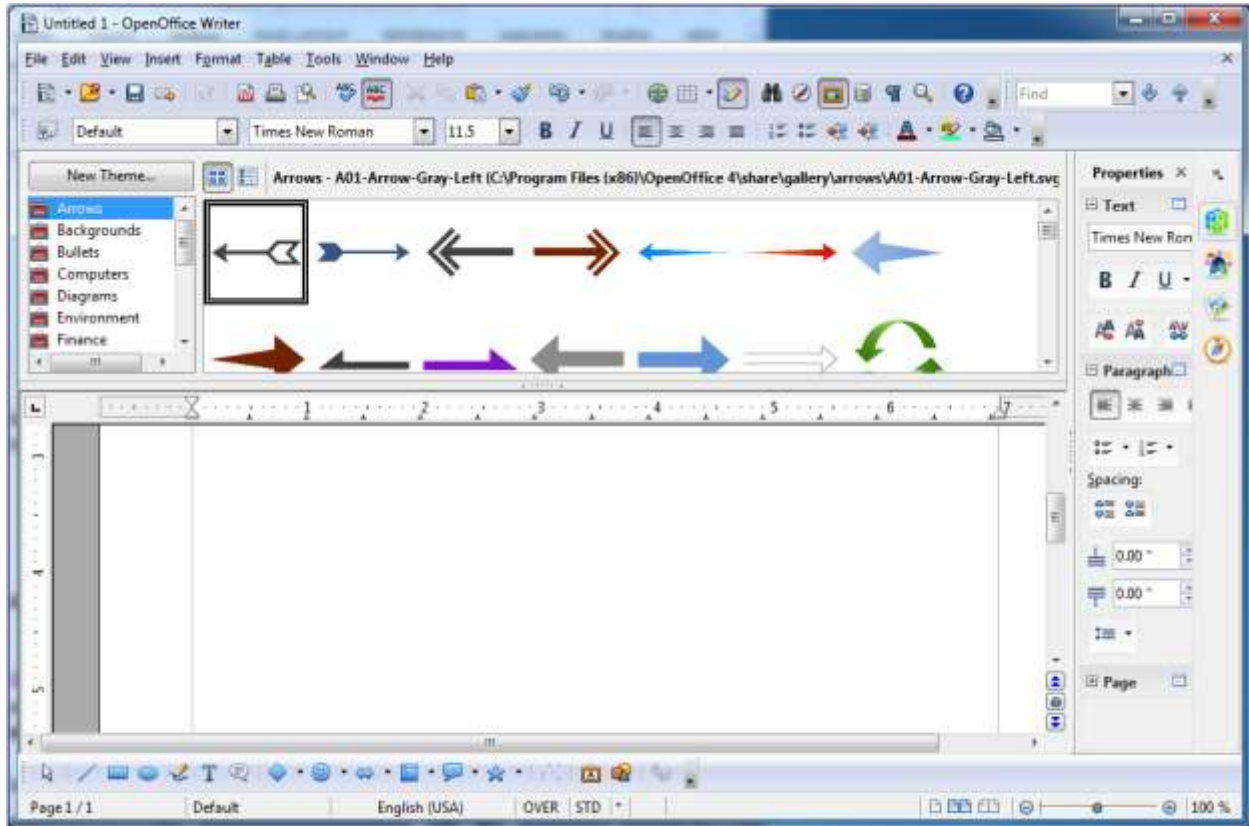 Untitled 1 - OpenOffice Writer
File Edit View Insert Format Table Tools Window Help
Find
Default Times New Roman 11.5 B I U
New Theme... Arrows - A01-Arrow-Gray-Left (C:\Program Files (x86)\OpenOffice 4\share\gallery\arrows\A01-Arrow-Gray-Left.svg
Arrows
Backgrounds
Bullets
Computers
Diagrams
Environment
Finance
Properties
Text
Times New Rom
B I U
Paragraph
Spacing:
0.00 "
0.00 "
Page
1 2 3 4 5 6 7
3
4
5
T
Page 1 / 1 Default English (USA) OVER STD * 100 %